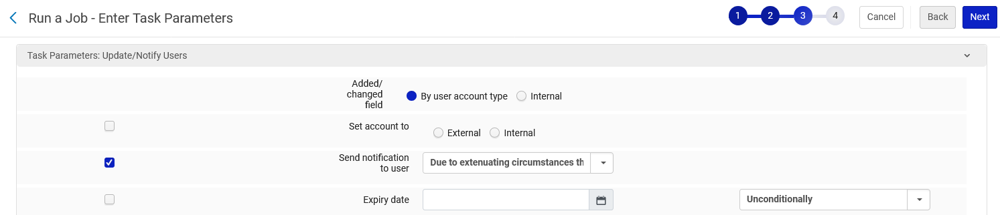 Run a Job - Enter Task Parameters
1 2 3 4
Cancel
Back
Next
Task Parameters: Update/Notify Users
Added/
changed
field
By user account type
Internal
Set account to
External
Internal
Send notification
to user
Due to extenuating circumstances th
Expiry date
Unconditionally